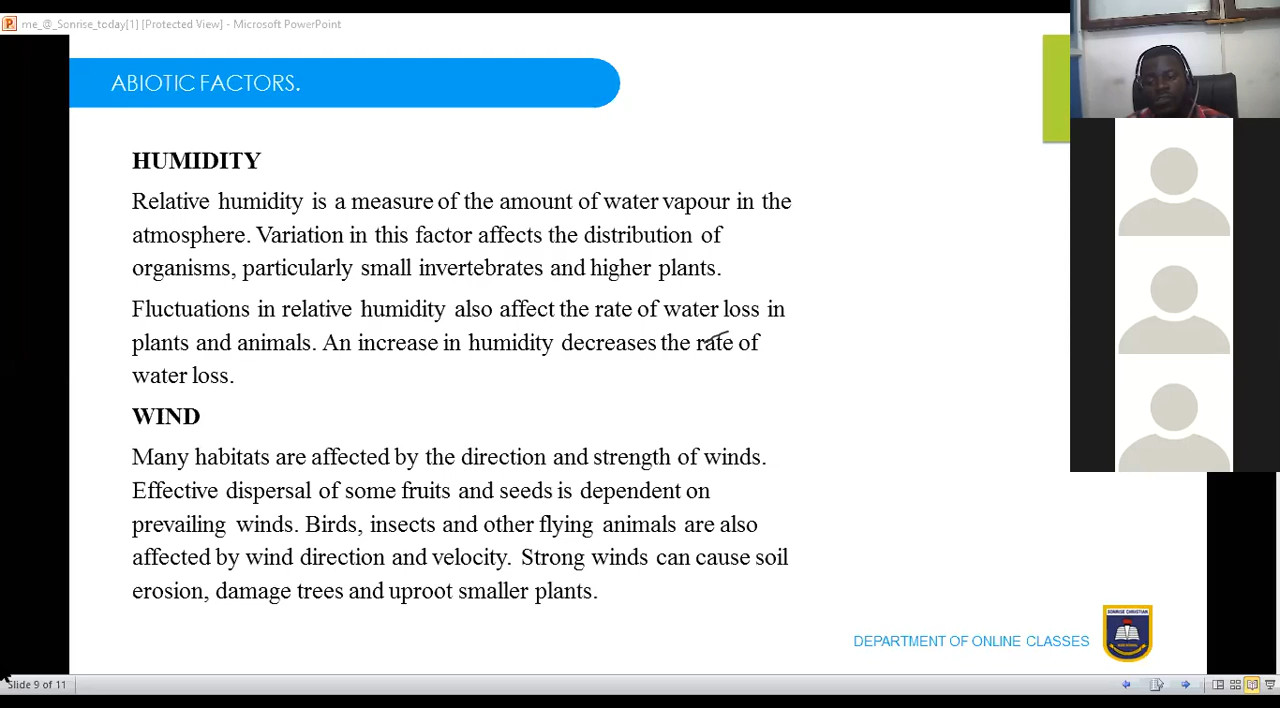 me_@_Sonrise_today[1] [Protected View] - Microsoft PowerPoint
ABIOTIC FACTORS.
HUMIDITY
Relative humidity is a measure of the amount of water vapour in the
atmosphere. Variation in this factor affects the distribution of
organisms, particularly small invertebrates and higher plants.
Fluctuations in relative humidity also affect the rate of water loss in
plants and animals. An increase in humidity decreases the rate of
water loss.
WIND
Many habitats are affected by the direction and strength of winds.
Effective dispersal of some fruits and seeds is dependent on
prevailing winds. Birds, insects and other flying animals are also
affected by wind direction and velocity. Strong winds can cause soil
erosion, damage trees and uproot smaller plants.
DEPARTMENT OF ONLINE CLASSES
SONRISE CHRISTIAN
Slide 9 of 11